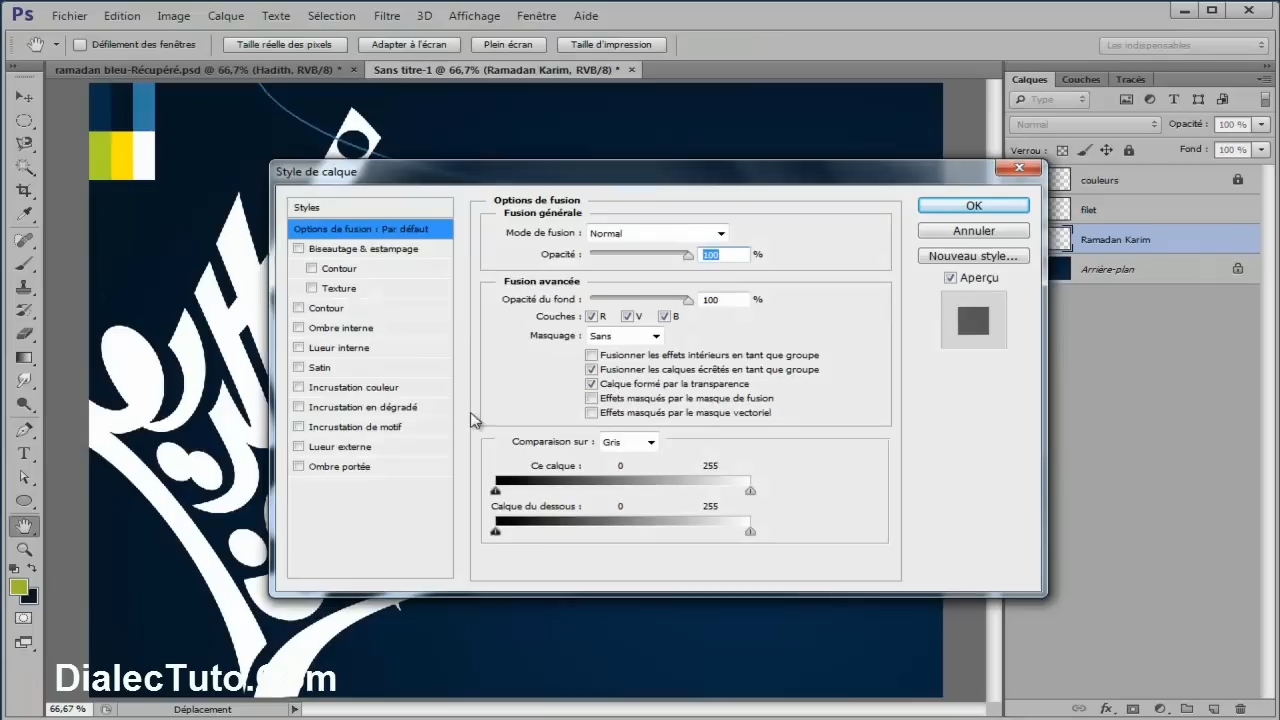 Ps Fichier Edition Image Calque Texte Sélection Filtre 3D Affichage Fenêtre Aide
Défilement des fenêtres Taille réelle des pixels Adapter à l'écran Plein écran Taille d'impression Les indispensables
ramadan bleu-Récupéré.psd @ 66,7% (Hadith, RVB/8) * × Sans titre-1 @ 66,7% (Ramadan Karim, RVB/8) * ×
Calques Couches Tracés
Type
Normal Opacité : 100 %
Verrou : Fond : 100 %
couleurs
filet
Ramadan Karim
Arrière-plan
Style de calque
Styles
Options de fusion : Par défaut
Biseautage & estampage
Contour
Texture
Contour
Ombre interne
Lueur interne
Satin
Incrustation couleur
Incrustation en dégradé
Incrustation de motif
Lueur externe
Ombre portée
Options de fusion
Fusion générale
Mode de fusion : Normal
Opacité : 100 %
Fusion avancée
Opacité du fond : 100 %
Couches : R V B
Masquage : Sans
Fusionner les effets intérieurs en tant que groupe
Fusionner les calques écrêtés en tant que groupe
Calque formé par la transparence
Effets masqués par le masque de fusion
Effets masqués par le masque vectoriel
Comparaison sur : Gris
Ce calque : 0 255
Calque du dessous : 0 255
OK
Annuler
Nouveau style...
Aperçu
DialecTuto.Com
66,67 % Déplacement